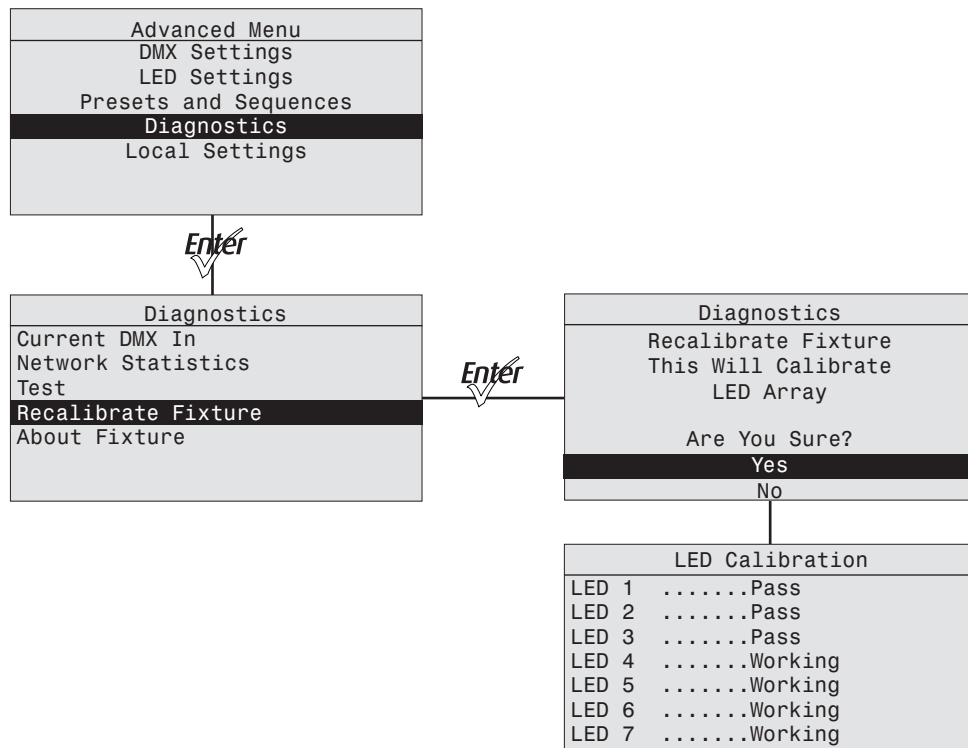 Advanced Menu
DMX Settings
LED Settings
Presets and Sequences
Diagnostics
Local Settings
Enter
Diagnostics
Current DMX In
Network Statistics
Test
Recalibrate Fixture
About Fixture
Enter
Diagnostics
Recalibrate Fixture
This Will Calibrate
LED Array
Are You Sure?
Yes
No
LED Calibration
LED 1 .......Pass
LED 2 .......Pass
LED 3 .......Pass
LED 4 .......Working
LED 5 .......Working
LED 6 .......Working
LED 7 .......Working